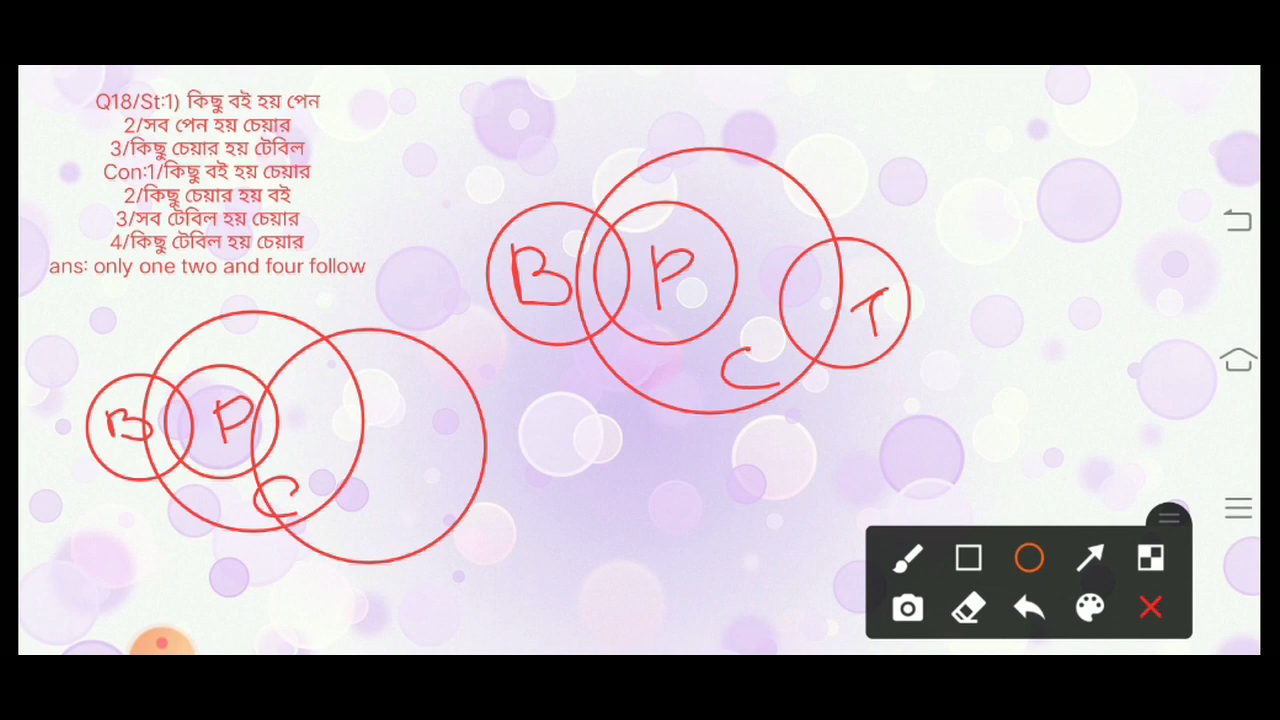 Q18/St:1) কিছু বই হয় পেন
2/সব পেন হয় চেয়ার
3/কিছু চেয়ার হয় টেবিল
Con:1/কিছু বই হয় চেয়ার
2/কিছু চেয়ার হয় বই
3/সব টেবিল হয় চেয়ার
4/কিছু টেবিল হয় চেয়ার
ans: only one two and four follow
B P C T
B P C